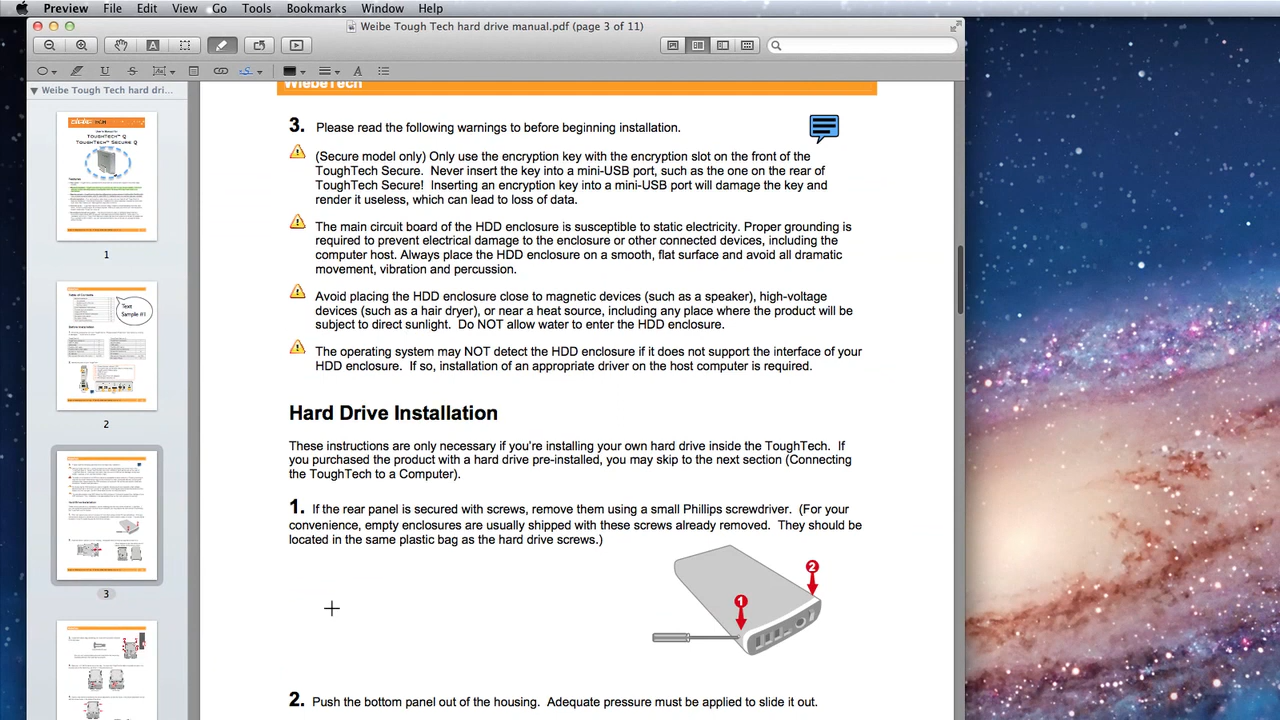 Preview File Edit View Go Tools Bookmarks Window Help
Weibe Tough Tech hard drive manual.pdf (page 3 of 11)
Weibe Tough Tech hard dri...
WiebeTech
3. Please read the following warnings to before beginning installation.
(Secure model only) Only use the encryption key with the encryption slot on the front of the
ToughTech Secure. Never insert the key into a mini-USB port, such as the one on the rear of
ToughTech Secure! Inserting an encryption key into a mini-USB port will damage the key and
render it useless, which can lead to loss of data.
The main circuit board of the HDD enclosure is susceptible to static electricity. Proper grounding is
required to prevent electrical damage to the enclosure or other connected devices, including the
computer host. Always place the HDD enclosure on a smooth, flat surface and avoid all dramatic
movement, vibration and percussion.
Avoid placing the HDD enclosure close to magnetic devices (such as a speaker), high-voltage
devices (such as a hair dryer), or near a heat source, including any place where the product will be
subject to direct sunlight. Do NOT allow water to enter the HDD enclosure.
The operating system may NOT detect the HDD enclosure if it does not support the interface of your
HDD enclosure. If so, installation of an appropriate driver on the host computer is required.
Hard Drive Installation
These instructions are only necessary if you're installing your own hard drive inside the ToughTech. If
you purchased the product with a hard drive pre-installed, you may skip to the next section (Connecting
the ToughTech to a Computer).
1. If the rear panel is secured with screws, remove them using a small Phillips screwdriver. (For your
convenience, empty enclosures are usually shipped with these screws already removed. They should be
located in the same plastic bag as the hard drive screws.)
2
1
2. Push the bottom panel out of the housing. Adequate pressure must be applied to slide it out.
TOUGHTECH™ Q
TOUGHTECH™ SECURE Q
1
Text
Sample #1
2
3